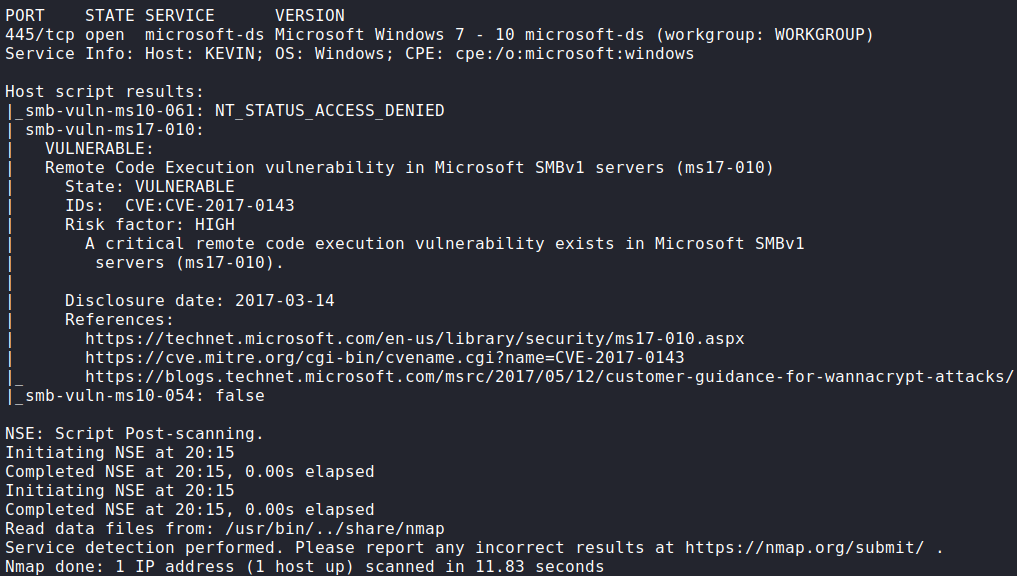 PORT    STATE SERVICE      VERSION
445/tcp open  microsoft-ds Microsoft Windows 7 - 10 microsoft-ds (workgroup: WORKGROUP)
Service Info: Host: KEVIN; OS: Windows; CPE: cpe:/o:microsoft:windows

Host script results:
|_smb-vuln-ms10-061: NT_STATUS_ACCESS_DENIED
| smb-vuln-ms17-010:
|   VULNERABLE:
|   Remote Code Execution vulnerability in Microsoft SMBv1 servers (ms17-010)
|     State: VULNERABLE
|     IDs:  CVE:CVE-2017-0143
|     Risk factor: HIGH
|       A critical remote code execution vulnerability exists in Microsoft SMBv1
|        servers (ms17-010).
|
|     Disclosure date: 2017-03-14
|     References:
|       https://technet.microsoft.com/en-us/library/security/ms17-010.aspx
|       https://cve.mitre.org/cgi-bin/cvename.cgi?name=CVE-2017-0143
|_      https://blogs.technet.microsoft.com/msrc/2017/05/12/customer-guidance-for-wannacrypt-attacks/
|_smb-vuln-ms10-054: false

NSE: Script Post-scanning.
Initiating NSE at 20:15
Completed NSE at 20:15, 0.00s elapsed
Initiating NSE at 20:15
Completed NSE at 20:15, 0.00s elapsed
Read data files from: /usr/bin/../share/nmap
Service detection performed. Please report any incorrect results at https://nmap.org/submit/ .
Nmap done: 1 IP address (1 host up) scanned in 11.83 seconds